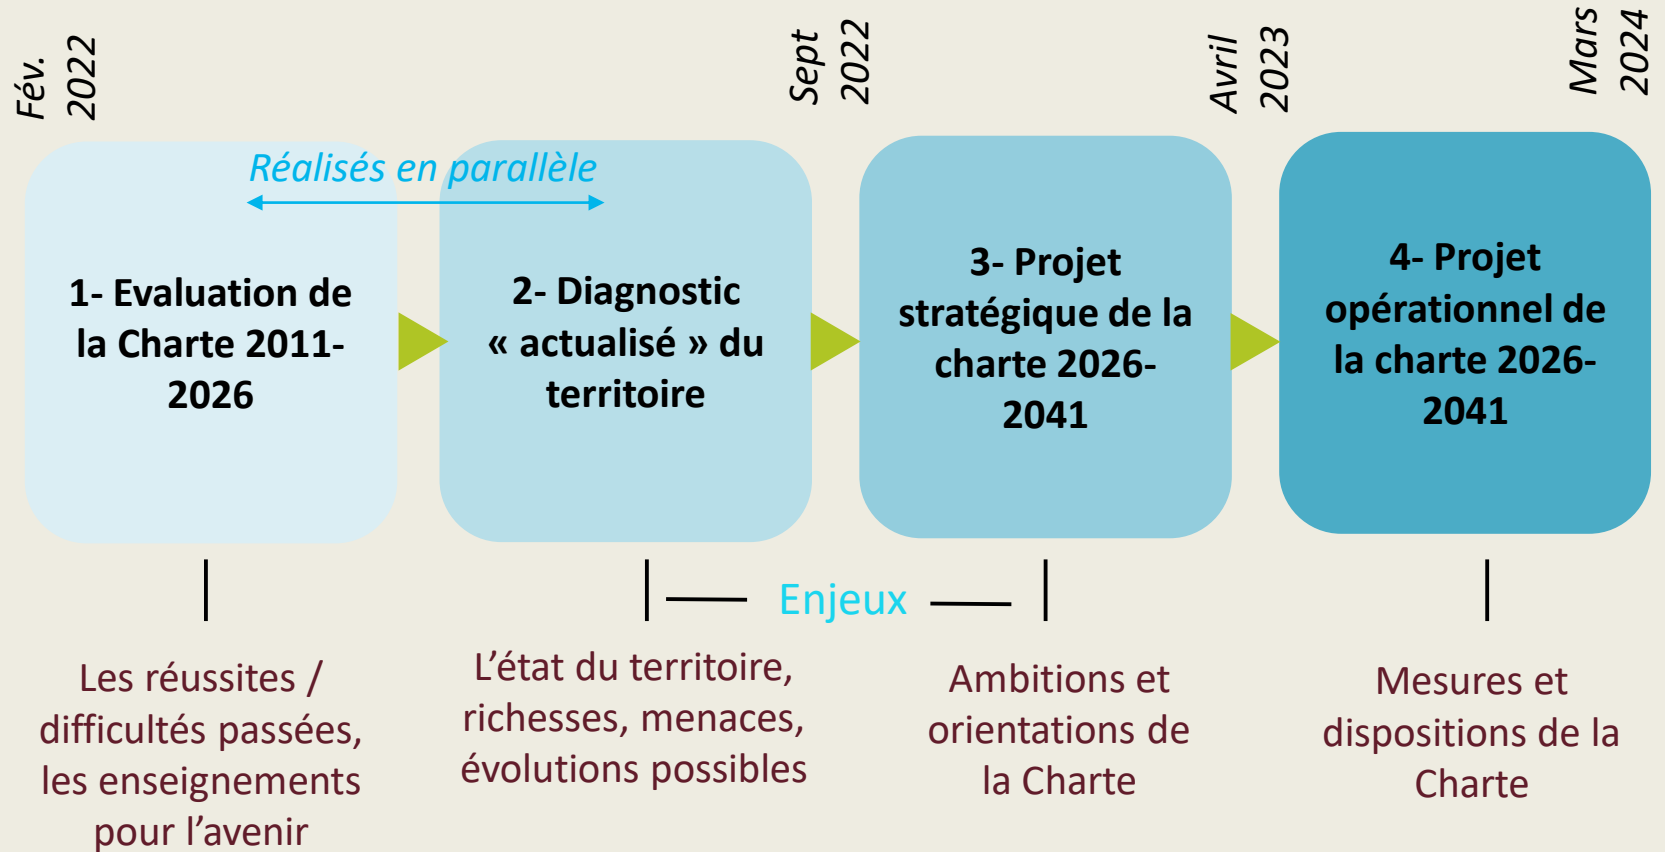 Fév.
2022
Sept
2022
Avril
2023
Mars
2024
Réalisés en parallèle
1- Evaluation de
la Charte 2011-
2026
2- Diagnostic
« actualisé » du
territoire
3- Projet
stratégique de la
charte 2026-
2041
4- Projet
opérationnel de
la charte 2026-
2041
Enjeux
Les réussites /
difficultés passées,
les enseignements
pour l'avenir
L'état du territoire,
richesses, menaces,
évolutions possibles
Ambitions et
orientations de
la Charte
Mesures et
dispositions de la
Charte